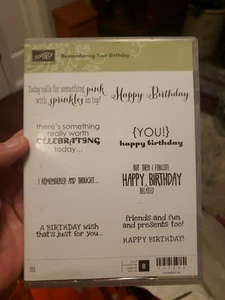 Remembering Your Birthday
Today calls for something pink
with sprinkles on top!
Happy Birthday
there's something
really worth
CELEBRATING
today...
{YOU!}
happy birthday
I REMEMBERED AND THOUGHT...
BUT THEN I FORGOT!
HAPPY, BIRTHDAY
BELATED
A BIRTHDAY wish
that's just for you...
friends and fun
and presents too!
HAPPY BIRTHDAY!
8